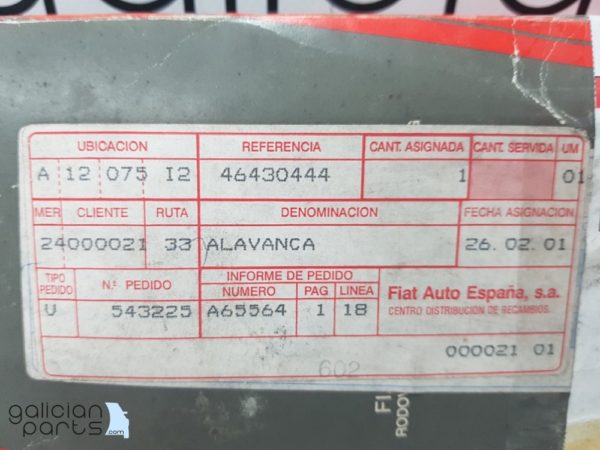 UBICACION REFERENCIA CANT. ASIGNADA CANT. SERVIDA UM
A 12 075 I2 46430444 1 01
MER CLIENTE RUTA DENOMINACION FECHA ASIGNACION
24000021 33 ALAVANCA 26.02.01
TIPO PEDIDO N.º PEDIDO INFORME DE PEDIDO
NUMERO PAG LINEA
U 543225 A65564 1 18
Fiat Auto España, s.a.
CENTRO DISTRIBUCION DE RECAMBIOS
000021 01
602
galician
parts.com